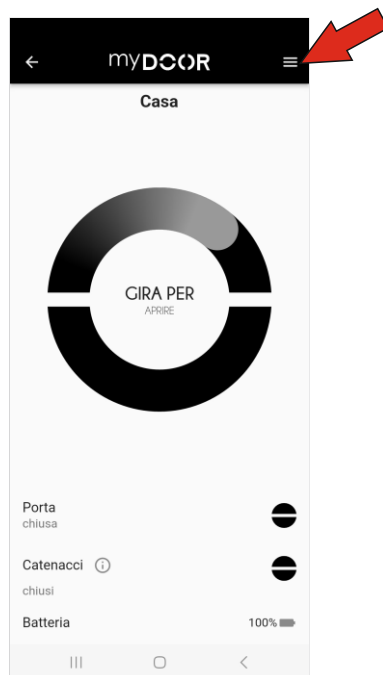 myDOOR
Casa
GIRA PER
APRIRE
Porta
chiusa
Catenacci
chiusi
Batteria
100%